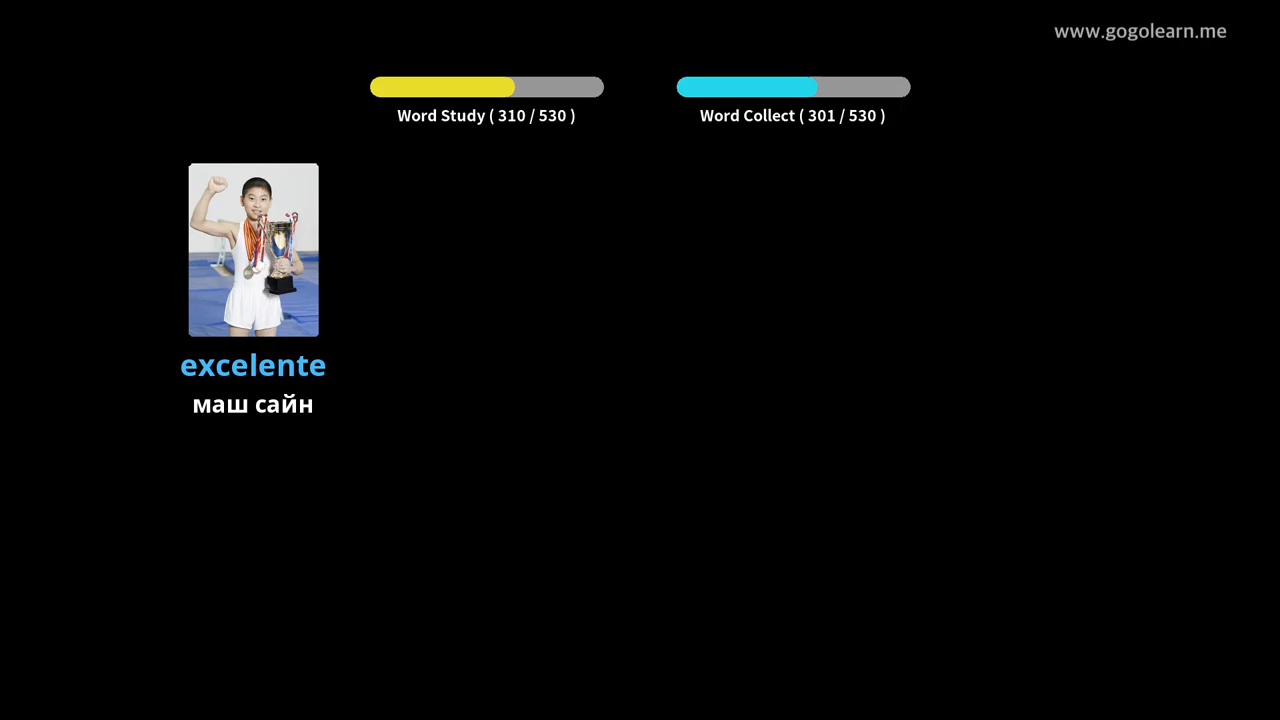 www.gogolearn.me
Word Study ( 310 / 530 )
Word Collect ( 301 / 530 )
excelente
маш сайн